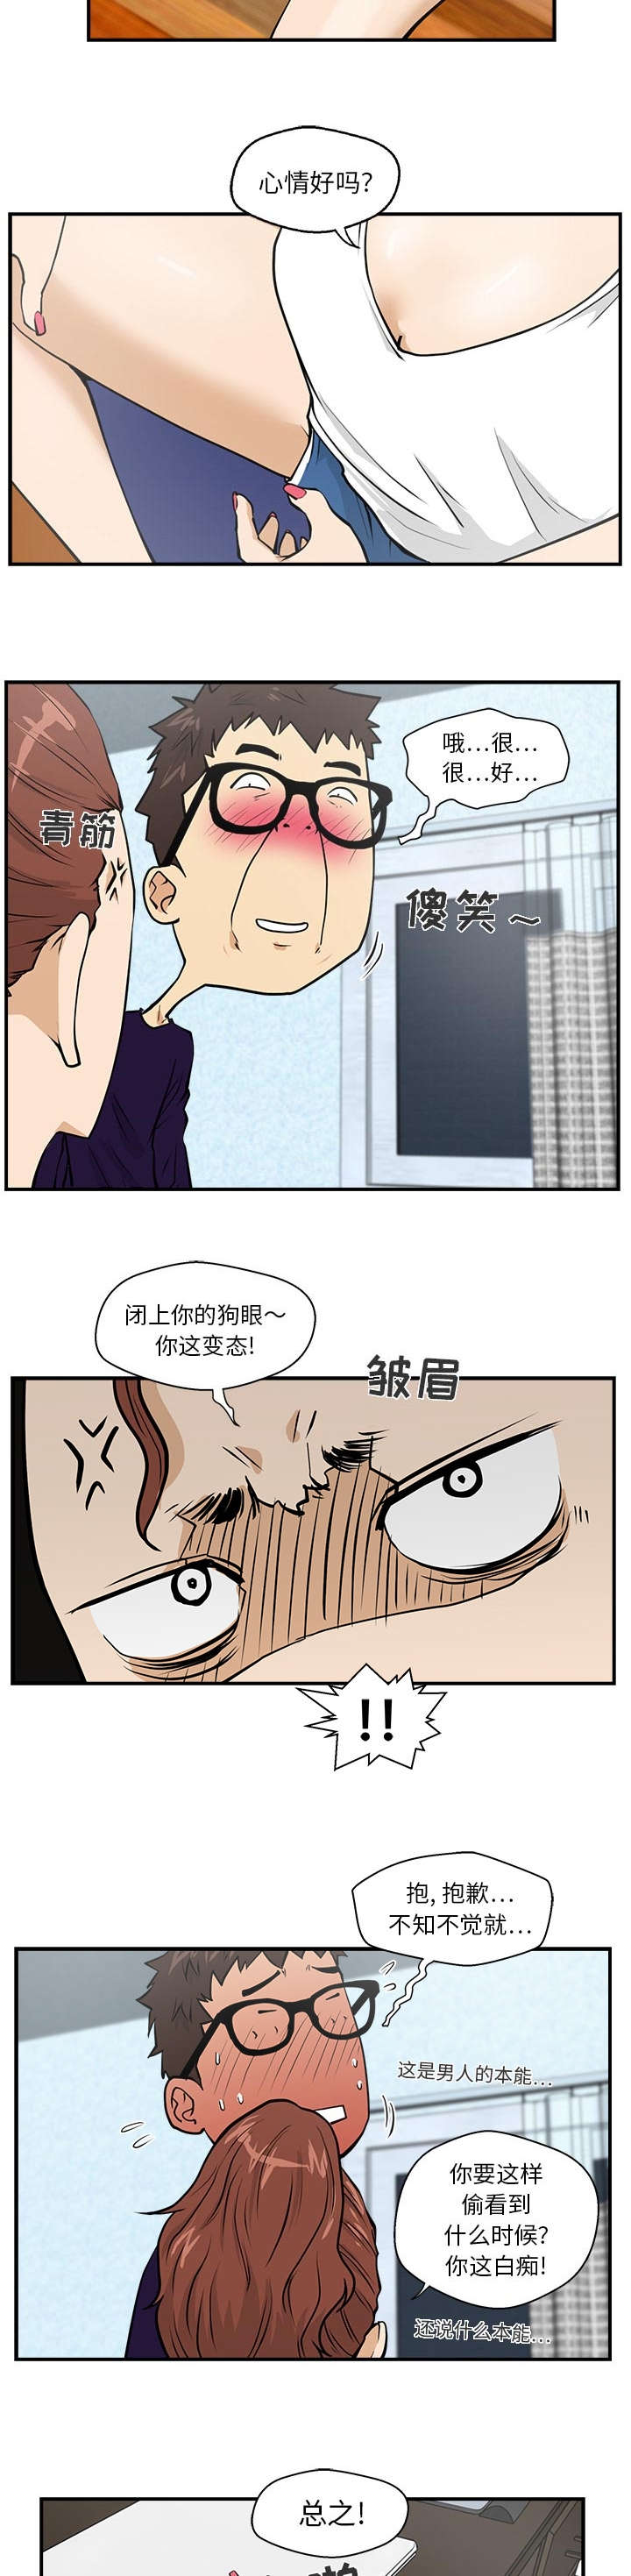 心情好吗?
哦...很...
很...好...
青筋
傻笑~
闭上你的狗眼~
你这变态!
皱眉
!!
抱,抱歉...
不知不觉就...
这是男人的本能...
你要这样
偷看到
什么时候?
你这白痴!
还说什么本能...
总之!